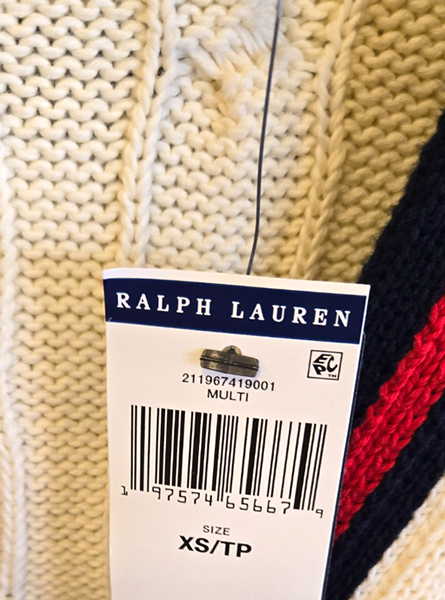 RALPH LAUREN
211967419001
MULTI
1 97574 65667 9
SIZE
XS/TP